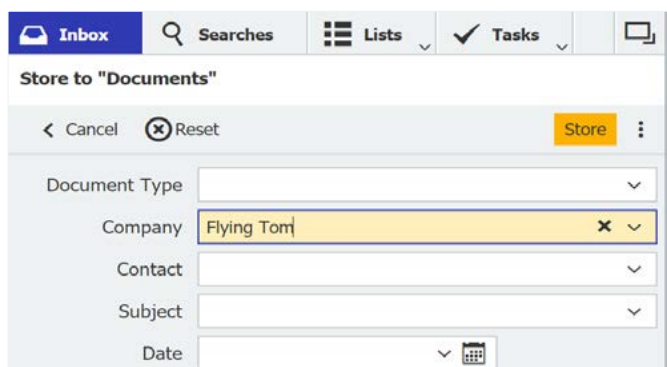 Inbox Searches Lists Tasks
Store to "Documents"
Cancel Reset Store
Document Type
Company Flying Tom
Contact
Subject
Date